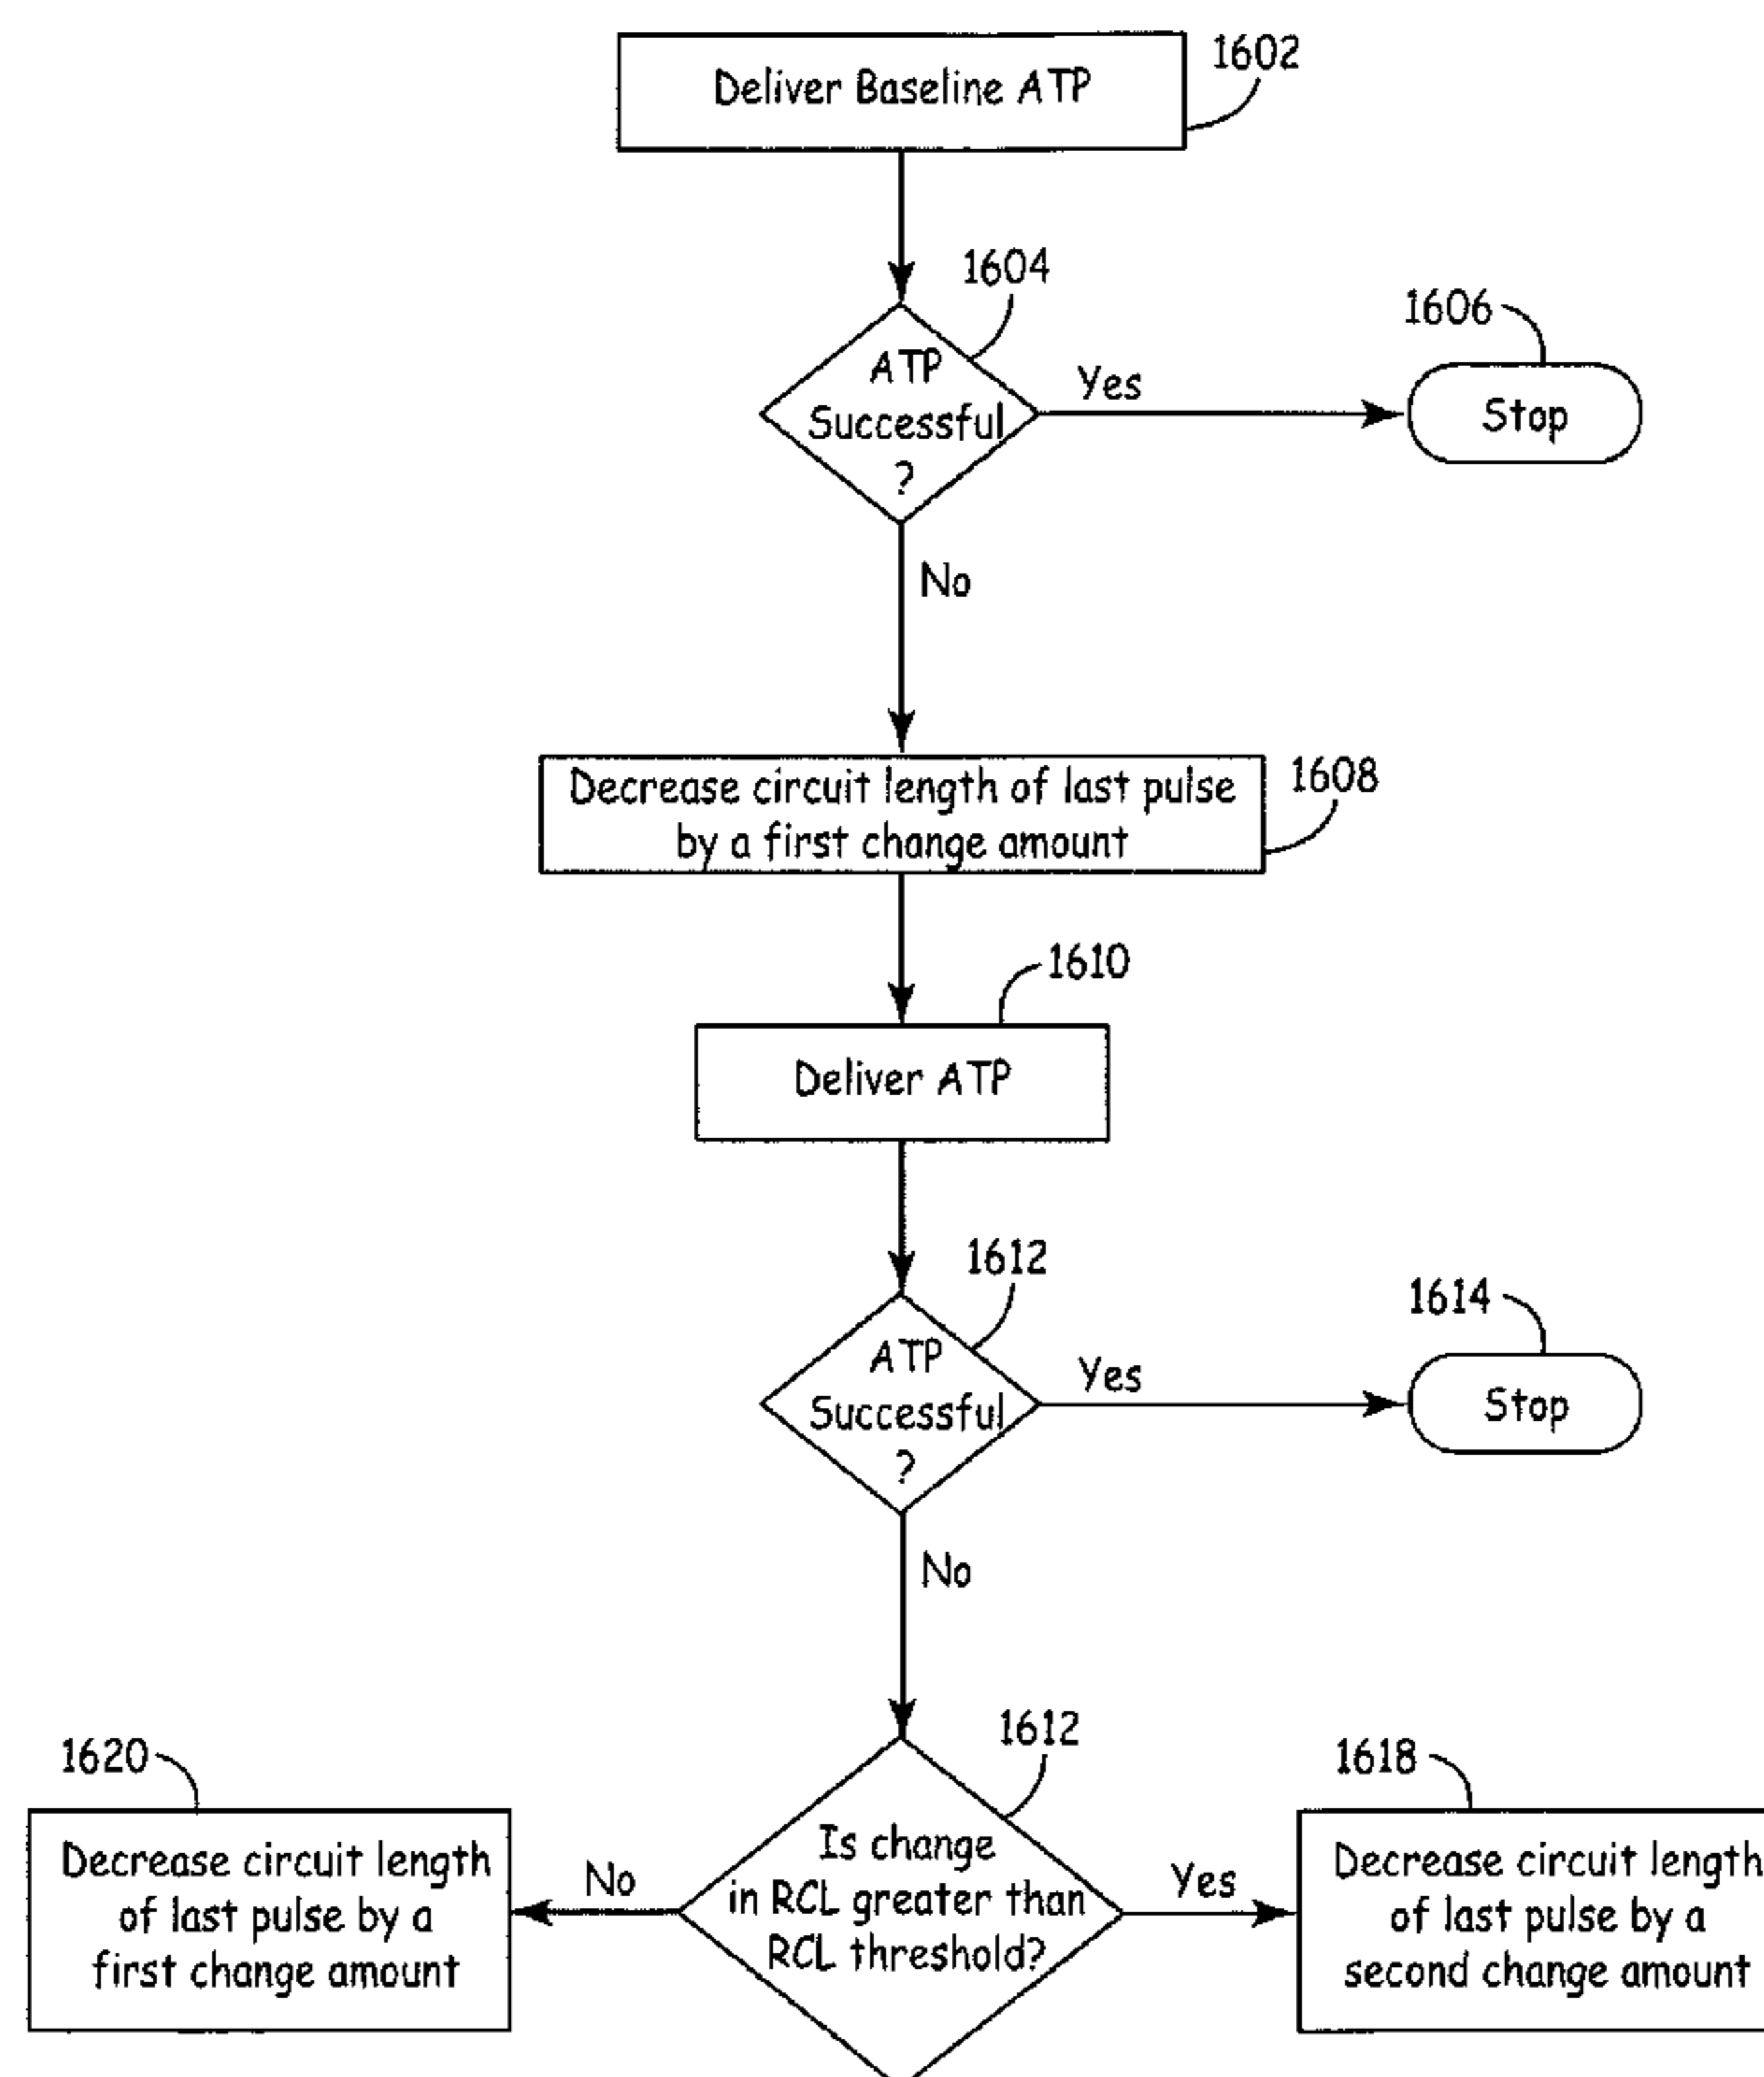 Deliver Baseline ATP
1602
1604
ATP
Successful
?
Yes
1606
Stop
No
Decrease circuit length of last pulse
by a first change amount
1608
1610
Deliver ATP
1612
ATP
Successful
?
Yes
1614
Stop
No
1612
Is change
in RCL greater than
RCL threshold?
No
1620
Decrease circuit length
of last pulse by a
first change amount
Yes
1618
Decrease circuit length
of last pulse by a
second change amount